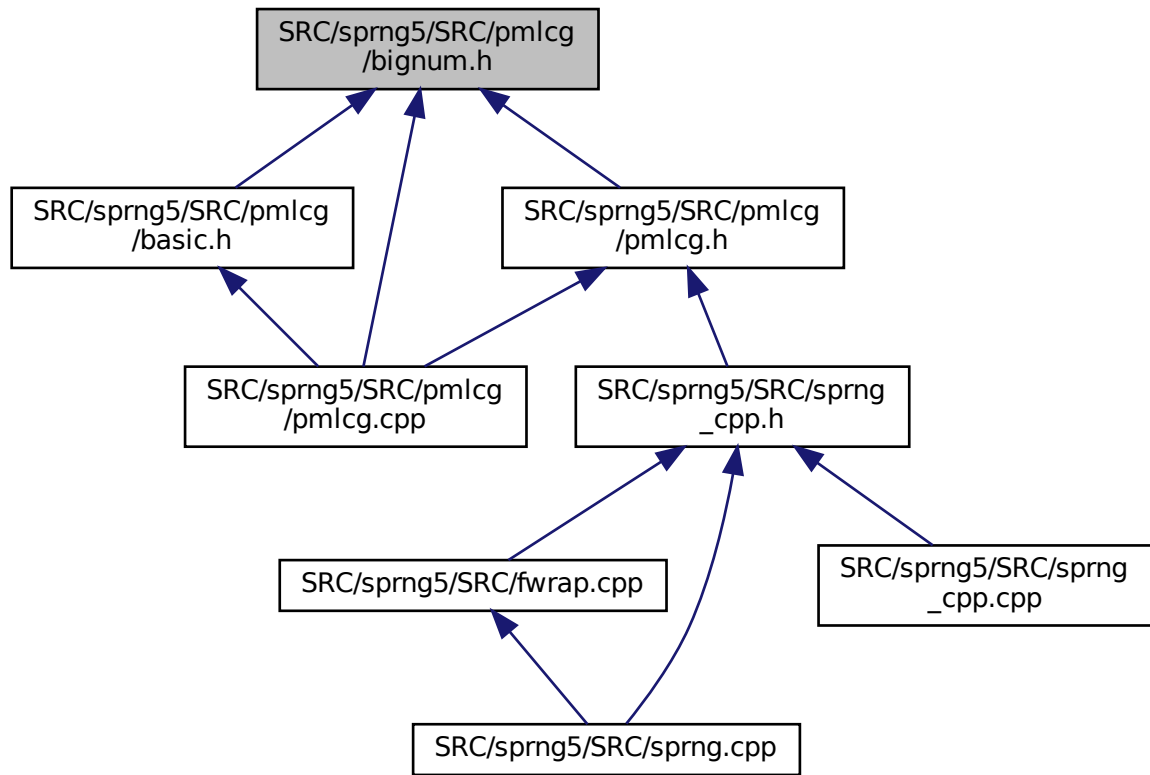 SRC/sprng5/SRC/pmlcg
/bignum.h
SRC/sprng5/SRC/pmlcg
/basic.h
SRC/sprng5/SRC/pmlcg
/pmlcg.h
SRC/sprng5/SRC/pmlcg
/pmlcg.cpp
SRC/sprng5/SRC/sprng
_cpp.h
SRC/sprng5/SRC/fwrap.cpp
SRC/sprng5/SRC/sprng
_cpp.cpp
SRC/sprng5/SRC/sprng.cpp